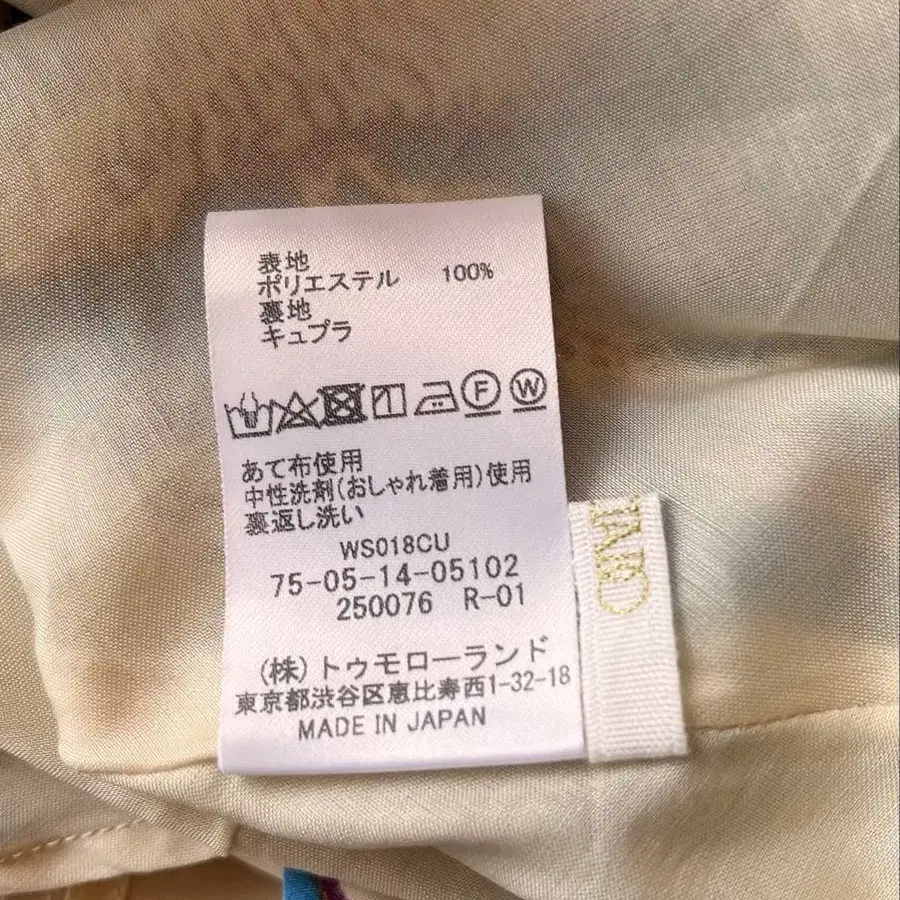 表地
ポリエステル 100%
裏地
キュプラ
F W
あて布使用
中性洗剤(おしゃれ着用)使用
裏返し洗い
WS018CU
75-05-14-05102
250076 R-01
(株)トゥモローランド
東京都渋谷区恵比寿西1-32-18
MADE IN JAPAN